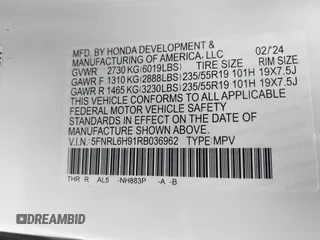 MFD. BY HONDA DEVELOPMENT &
MANUFACTURING OF AMERICA, LLC 02/24
GVWR 2730 KG(6019LBS) RIM SIZE
GAWR F 1310 KG(2888LBS) 235/55R19 101H 19X7.5J
GAWR R 1465 KG(3230LBS) 235/55R19 101H 19X7.5J
THIS VEHICLE CONFORMS TO ALL APPLICABLE
FEDERAL MOTOR VEHICLE SAFETY
STANDARDS IN EFFECT ON THE DATE OF
MANUFACTURE SHOWN ABOVE.
V.I.N. 5FNRL6H91RB036962 TYPE:MPV
THR R AL5 -NH883P -A -B
DREAMBID
DREAMBID